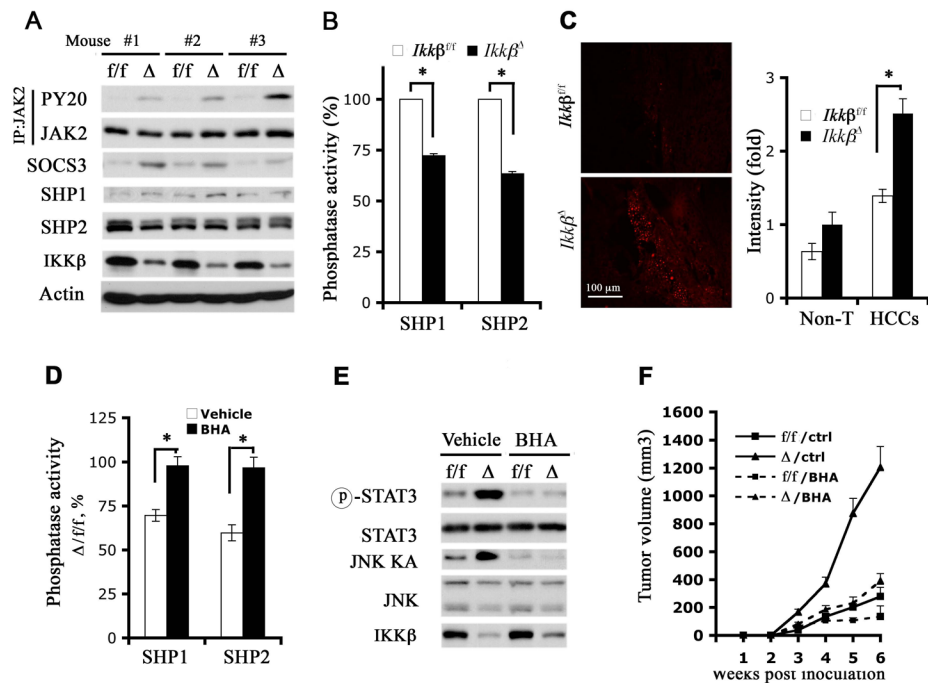 A
Mouse #1 #2 #3
f/f Δ f/f Δ f/f Δ
IP:JAK2
PY20
JAK2
SOCS3
SHP1
SHP2
IKKβ
Actin
B
Ikkβf/f IkkβΔ
Phosphatase activity (%)
100
75
50
25
0
* *
SHP1 SHP2
C
Ikkβf/f
IkkβΔ
100 µm
Intensity (fold)
3
2
1
0
Ikkβf/f
IkkβΔ
*
Non-T HCCs
D
Phosphatase activity
Δ/f/f, %
125
100
75
50
25
0
Vehicle
BHA
* *
SHP1 SHP2
E
Vehicle BHA
f/f Δ f/f Δ
p-STAT3
STAT3
JNK KA
JNK
IKKβ
F
Tumor volume (mm3)
1600
1400
1200
1000
800
600
400
200
0
f/f/ctrl
Δ/ctrl
f/f/BHA
Δ/BHA
1 2 3 4 5 6
weeks post inoculation